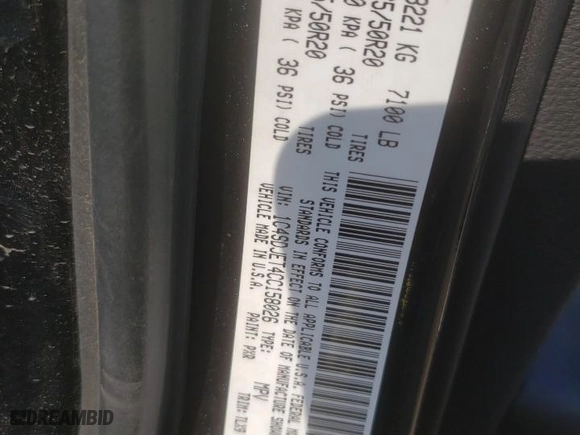 3221 KG 7100 LB
5/50R20
0 KPA ( 36 PSI) COLD TIRES
/50R20
KPA ( 36 PSI) COLD TIRES
THIS VEHICLE CONFORMS TO ALL APPLICABLE U.S.A. FEDERAL
STANDARDS IN EFFECT ON THE DATE OF MANUFACTURE SHOWN
VIN: 1C4SDJET4CC158026 TYPE: MPV
VEHICLE MADE IN U.S.A. PAINT: PXR TRIM:
DREAMBID